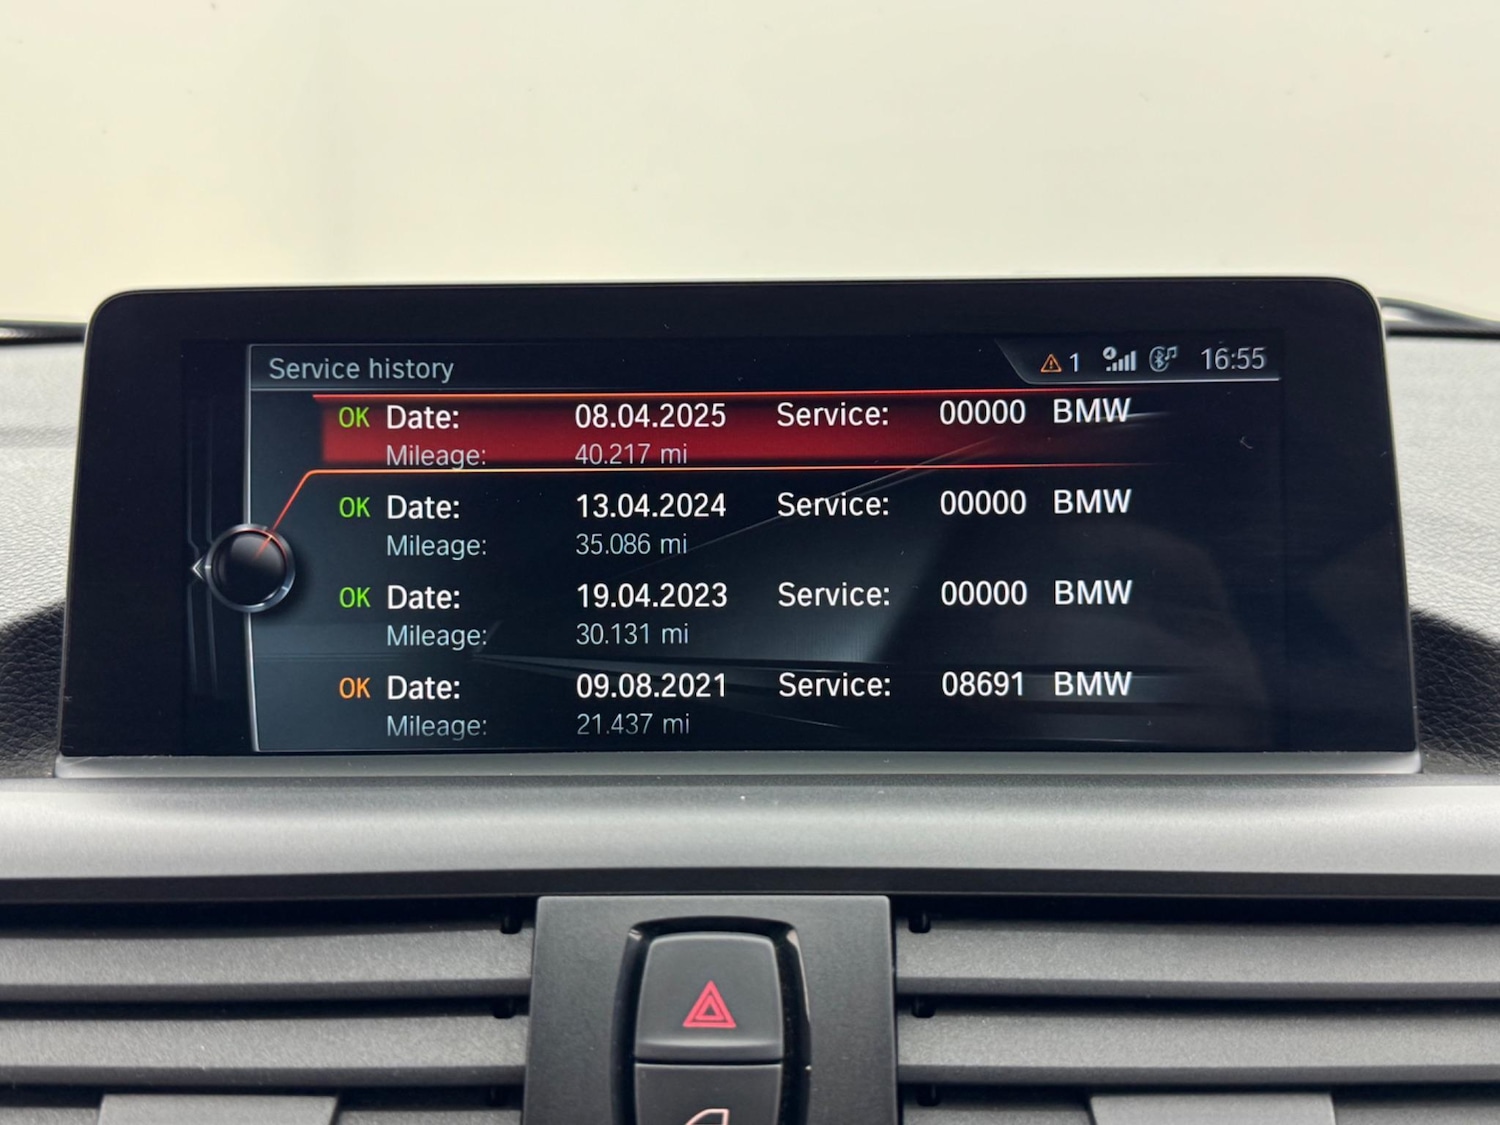 Service history
1 16:55
OK Date: 08.04.2025 Service: 00000 BMW
Mileage: 40.217 mi
OK Date: 13.04.2024 Service: 00000 BMW
Mileage: 35.086 mi
OK Date: 19.04.2023 Service: 00000 BMW
Mileage: 30.131 mi
OK Date: 09.08.2021 Service: 08691 BMW
Mileage: 21.437 mi